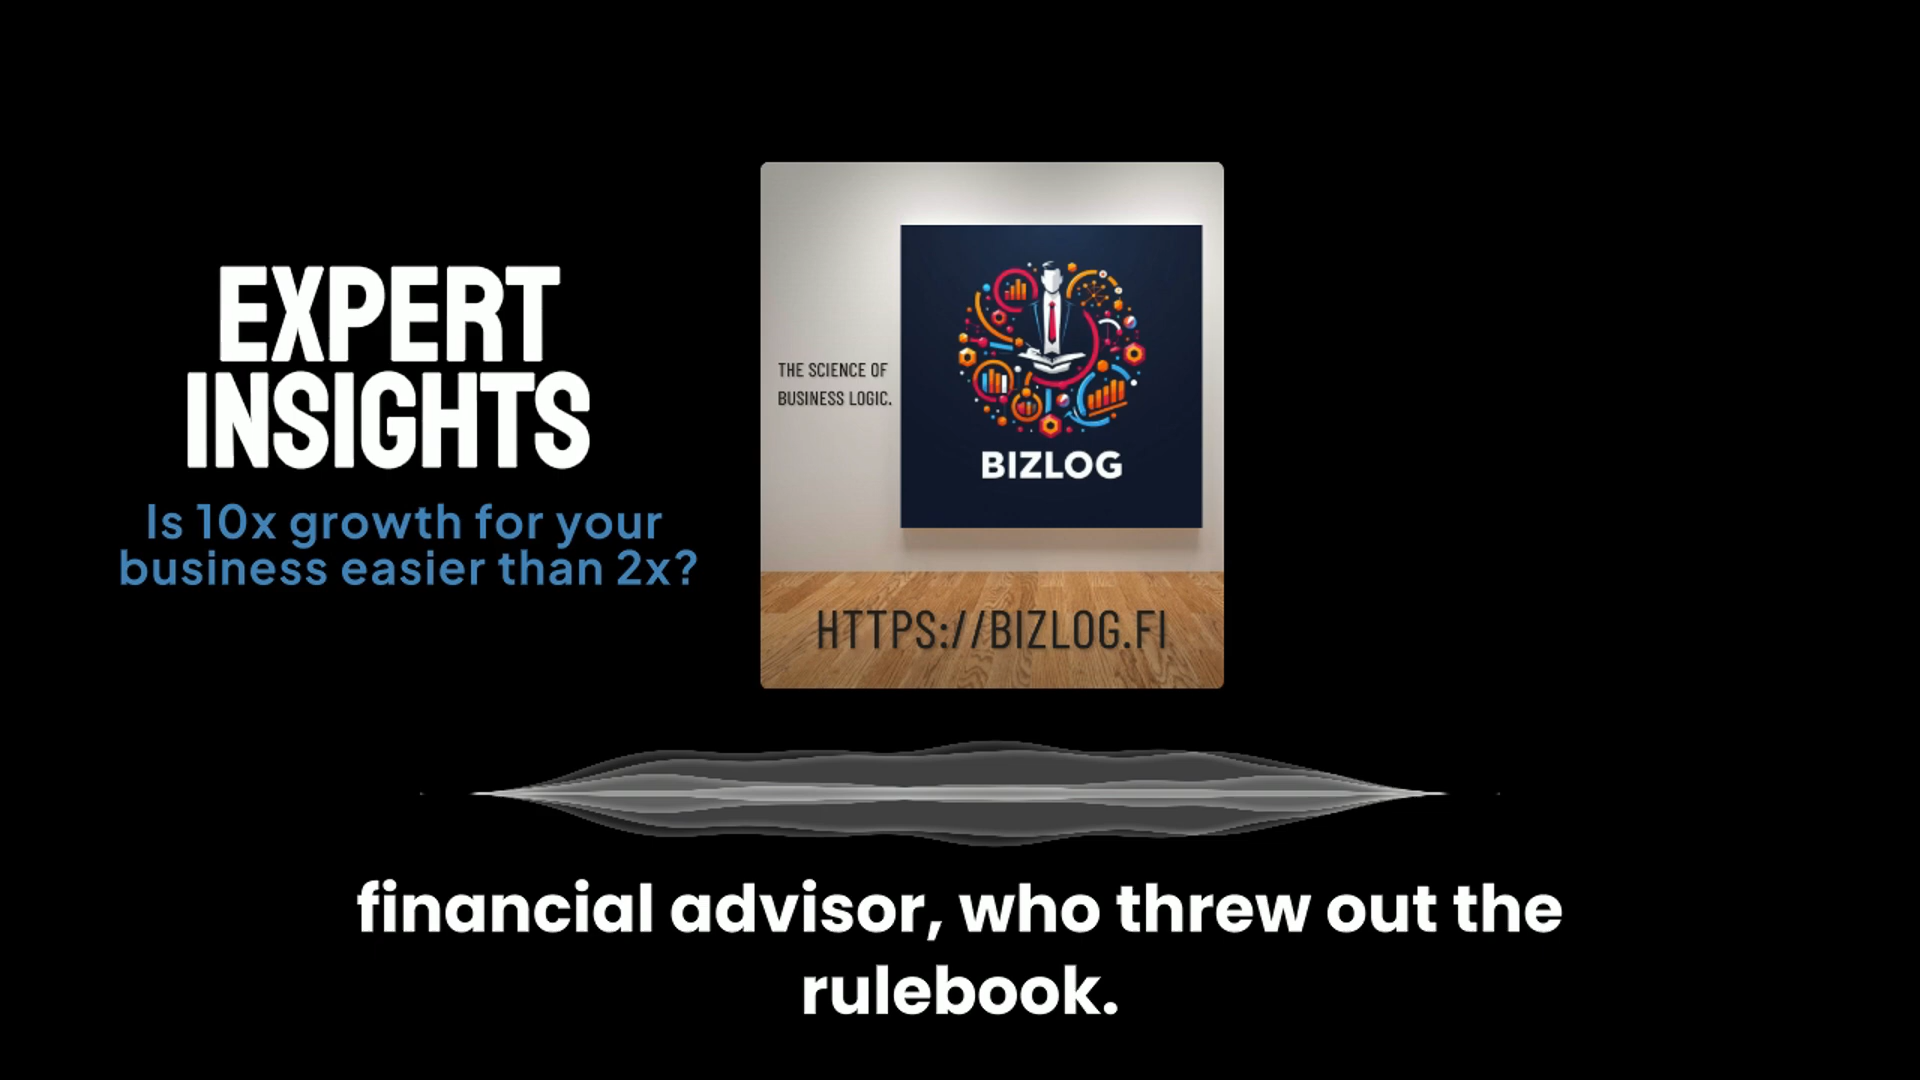 EXPERT
INSIGHTS
Is 10x growth for your
business easier than 2x?
THE SCIENCE OF
BUSINESS LOGIC.
BIZLOG
HTTPS://BIZLOG.FI
financial advisor, who threw out the
rulebook.